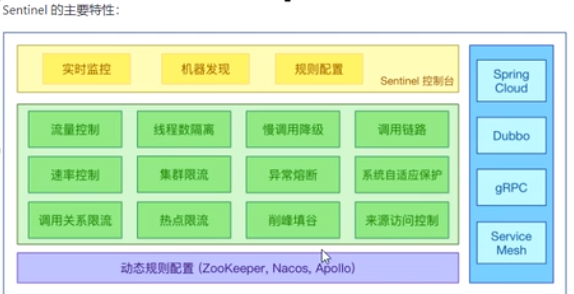 Sentinel 的主要特性：
实时监控 机器发现 规则配置
Sentinel 控制台
流量控制 线程数隔离 慢调用降级 调用链路
速率控制 集群限流 异常熔断 系统自适应保护
调用关系限流 热点限流 削峰填谷 来源访问控制
动态规则配置 (ZooKeeper, Nacos, Apollo)
Spring
Cloud
Dubbo
gRPC
Service
Mesh